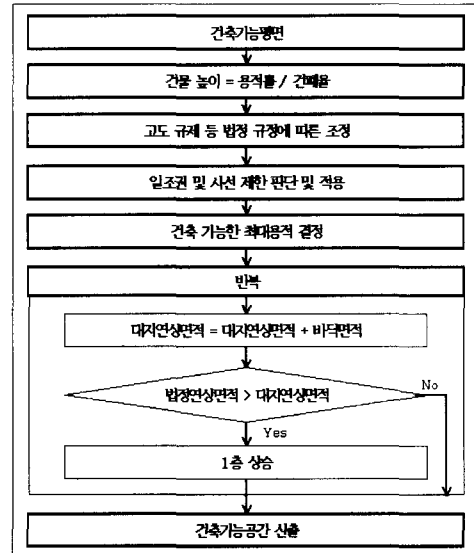 건축가능평면
건물 높이 = 용적률 / 건폐율
고도 규제 등 법정 규정에 따른 조정
일조권 및 사선 제한 판단 및 적용
건축 가능한 최대용적 결정
반복
대지연상면적 = 대지연상면적 + 바닥면적
법정연상면적 > 대지연상면적
No
Yes
1층 상승
건축가능공간 산출